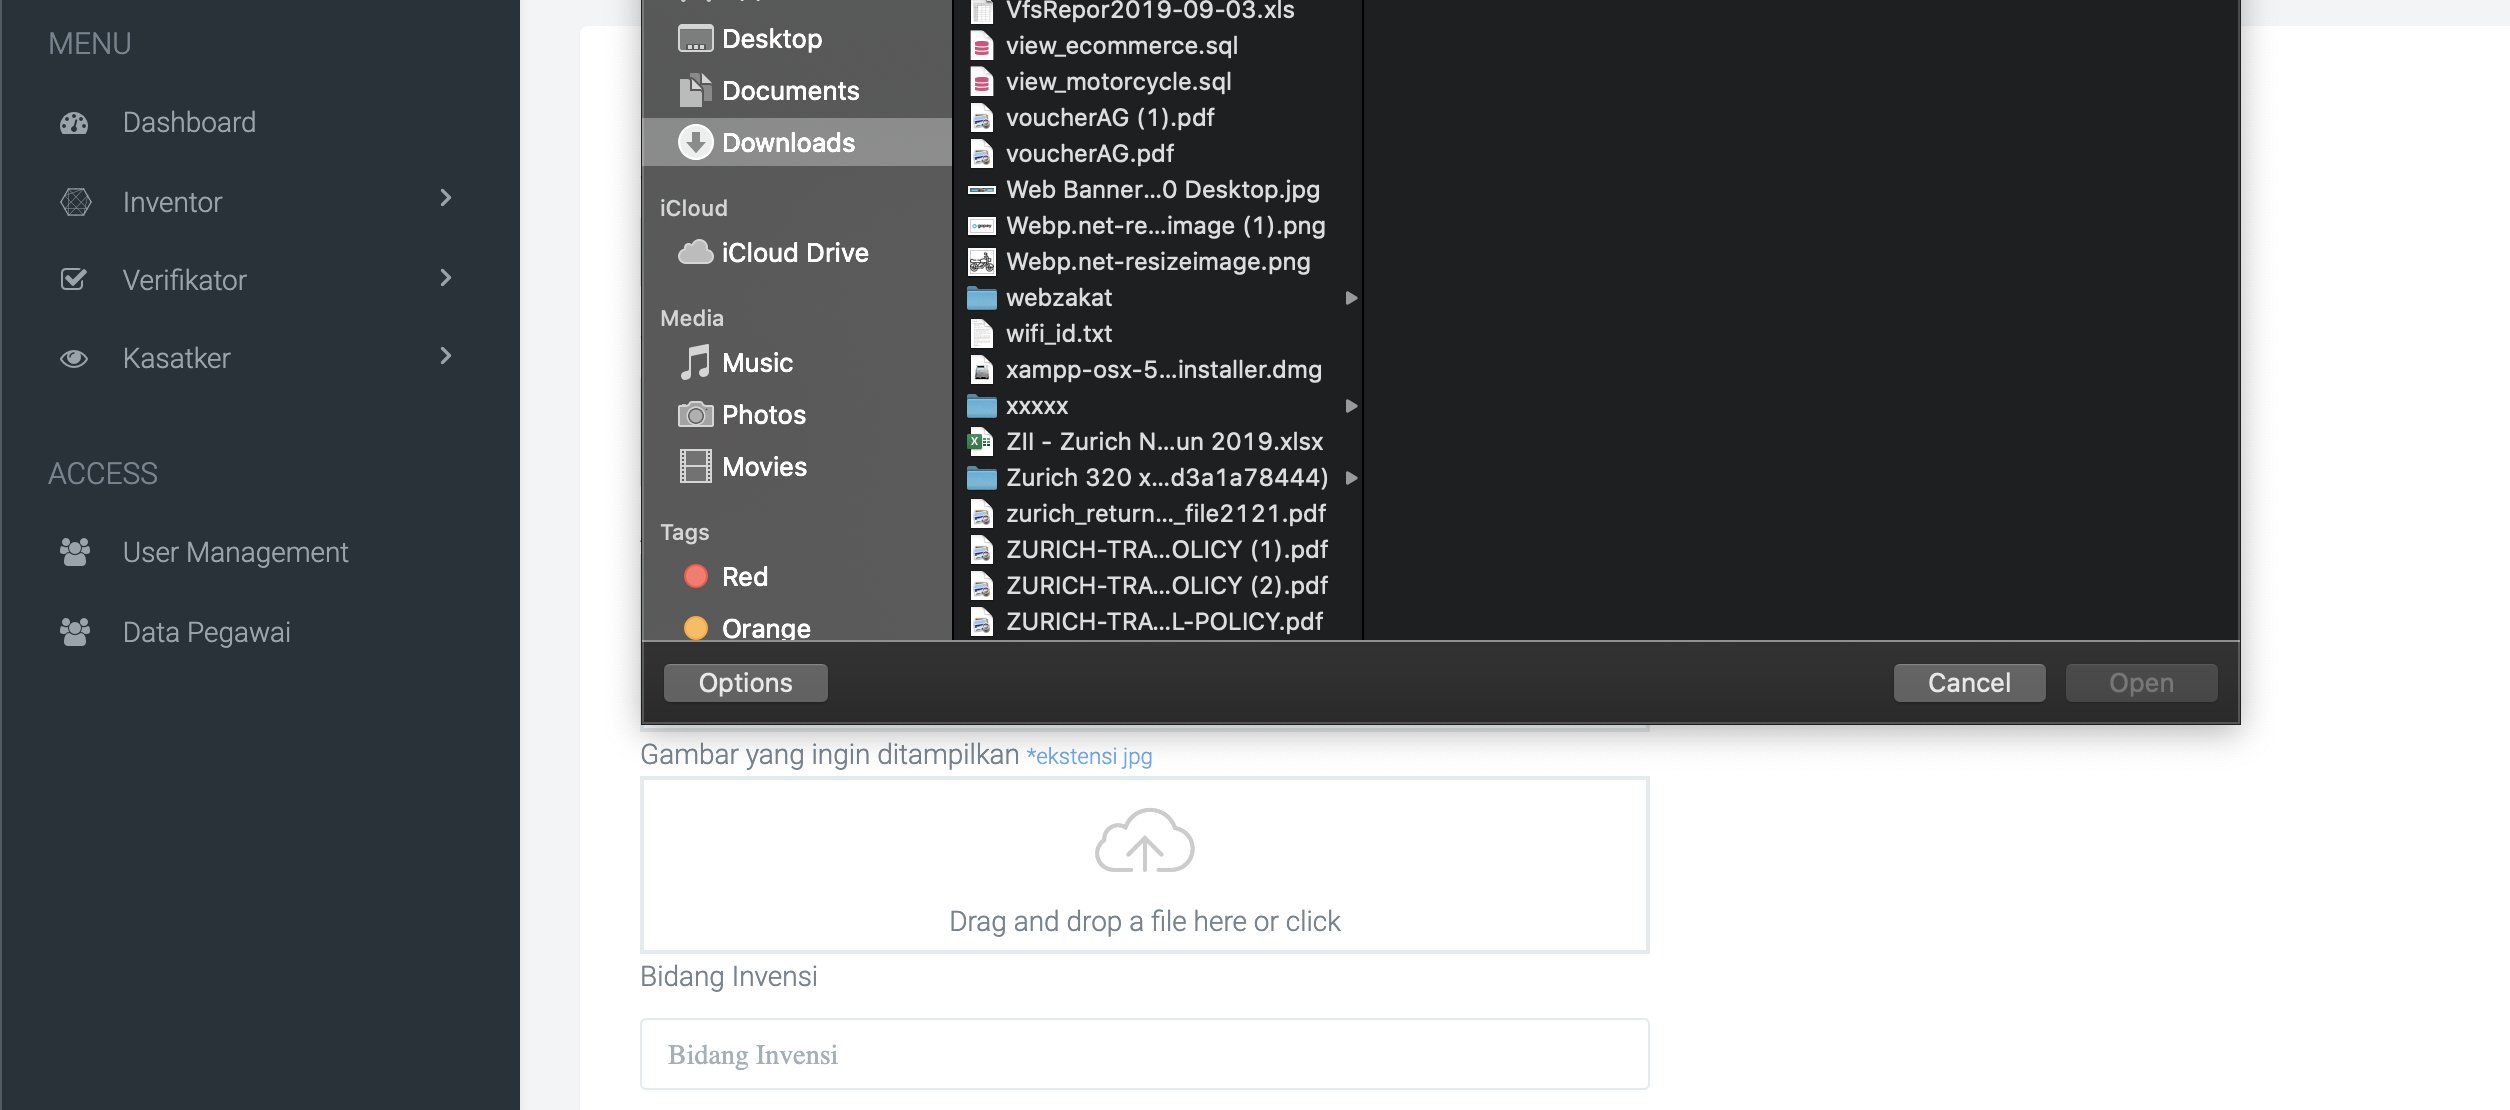 MENU
Dashboard
Inventor
Verifikator
Kasatker
ACCESS
User Management
Data Pegawai
Desktop
Documents
Downloads
iCloud
iCloud Drive
Media
Music
Photos
Movies
Tags
Red
Orange
VfsRepor2019-09-03.xls
view_ecommerce.sql
view_motorcycle.sql
voucherAG (1).pdf
voucherAG.pdf
Web Banner...0 Desktop.jpg
Webp.net-re...image (1).png
Webp.net-resizeimage.png
webzakat
wifi_id.txt
xampp-osx-5...installer.dmg
xxxxx
ZII - Zurich N...un 2019.xlsx
Zurich 320 x...d3a1a78444)
zurich_return..._file2121.pdf
ZURICH-TRA...OLICY (1).pdf
ZURICH-TRA...OLICY (2).pdf
ZURICH-TRA...L-POLICY.pdf
Options
Cancel
Open
Gambar yang ingin ditampilkan *ekstensi jpg
Drag and drop a file here or click
Bidang Invensi
Bidang Invensi